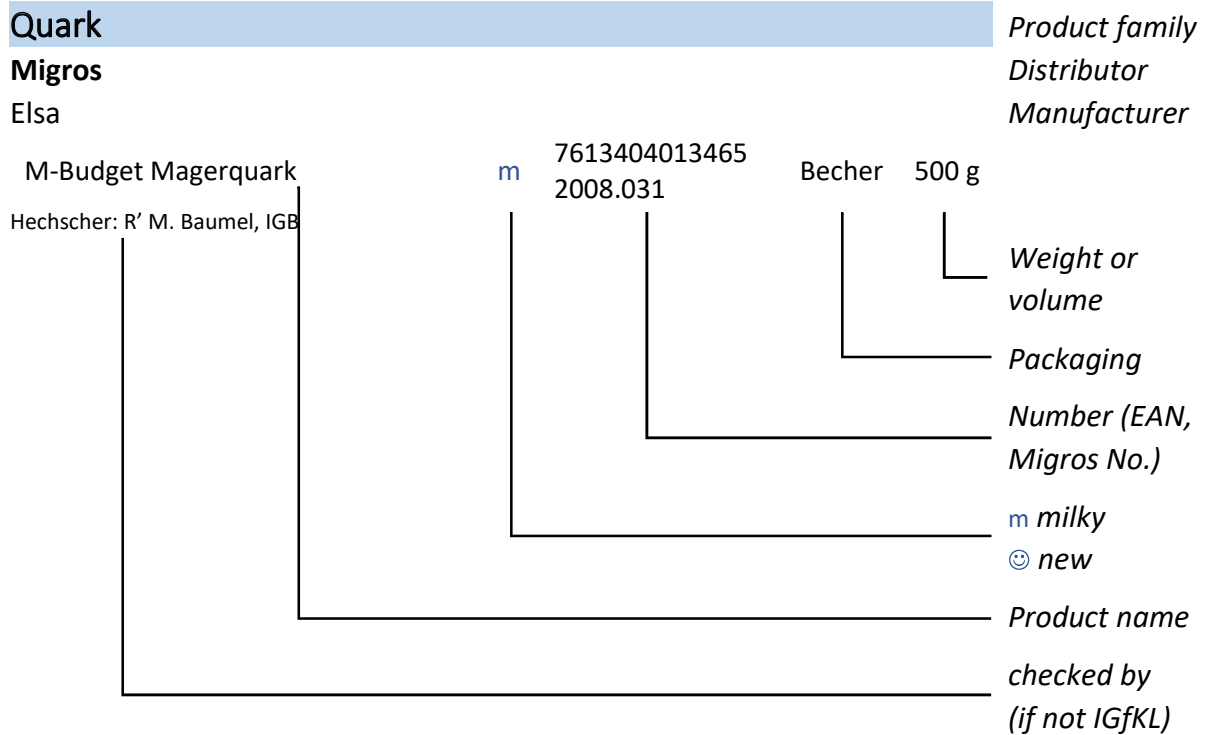 Quark Product family
Migros Distributor
Elsa Manufacturer
M-Budget Magerquark m 7613404013465 Becher 500 g
2008.031
Hechscher: R’ M. Baumel, IGB
Weight or
volume
Packaging
Number (EAN,
Migros No.)
m milky
☺ new
Product name
checked by
(if not IGfKL)